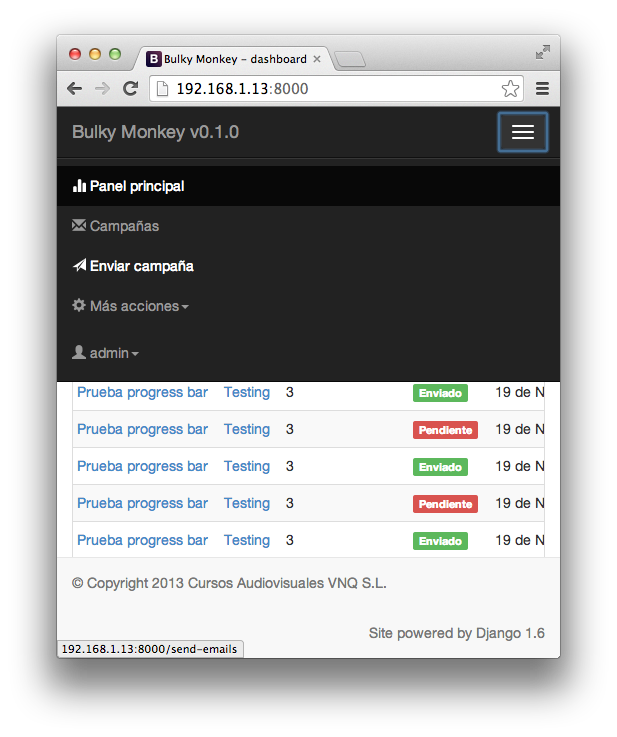 Bulky Monkey - dashboard
192.168.1.13:8000
Bulky Monkey v0.1.0
Panel principal
Campañas
Enviar campaña
Más acciones
admin
Prueba progress bar Testing 3 Enviado 19 de N
Prueba progress bar Testing 3 Pendiente 19 de N
Prueba progress bar Testing 3 Enviado 19 de N
Prueba progress bar Testing 3 Pendiente 19 de N
Prueba progress bar Testing 3 Enviado 19 de N
© Copyright 2013 Cursos Audiovisuales VNQ S.L.
Site powered by Django 1.6
192.168.1.13:8000/send-emails